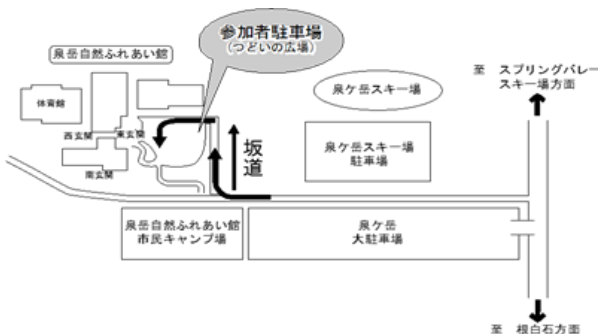 参加者駐車場
(つどいの広場)
泉岳自然ふれあい館
体育館
西玄関
東玄関
南玄関
坂道
泉ケ岳スキー場
泉ケ岳スキー場
駐車場
至 スプリングバレー
スキー場方面
泉岳自然ふれあい館
市民キャンプ場
泉ケ岳
大駐車場
至 根白石方面